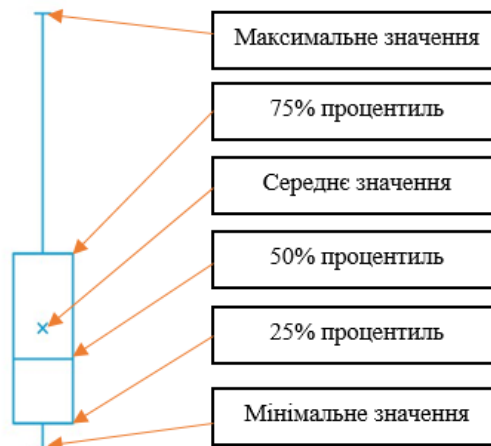 Максимальне значення
75% процентиль
Середнє значення
50% процентиль
25% процентиль
Мінімальне значення